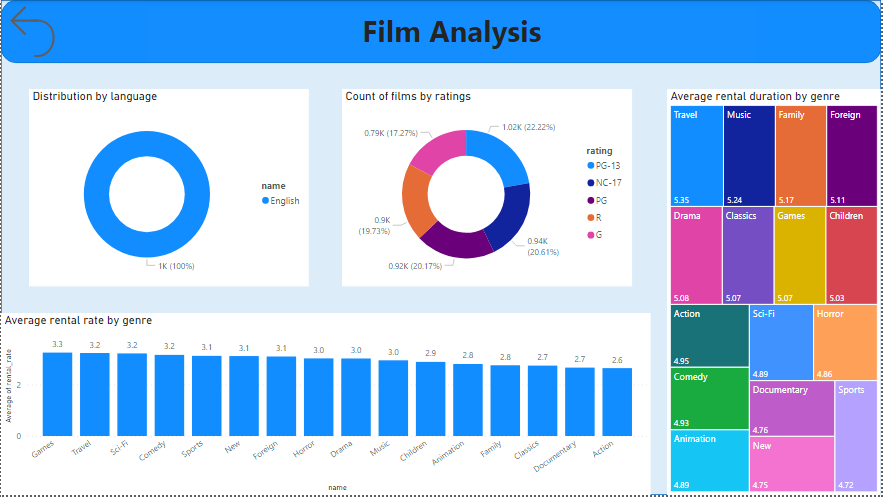 Film Analysis
Distribution by language
name
English
1K (100%)
Count of films by ratings
0.79K (17.27%)
1.02K (22.22%)
0.9K
(19.73%)
0.94K
(20.61%)
0.92K (20.17%)
rating
PG-13
NC-17
PG
R
G
Average rental duration by genre
Travel
5.35
Music
5.24
Family
5.17
Foreign
5.11
Drama
5.08
Classics
5.07
Games
5.07
Children
5.03
Action
4.95
Sci-Fi
4.89
Horror
4.86
Comedy
4.93
Documentary
4.76
Sports
4.72
Animation
4.89
New
4.75
Average rental rate by genre
Average of rental_rate
2
0
3.3 3.2 3.2 3.2 3.1 3.1 3.1 3.0 3.0 3.0 2.9 2.8 2.8 2.7 2.7 2.6
Games Travel Sci-Fi Comedy Sports New Foreign Horror Drama Music Children Animation Family Classics Documentary Action
name